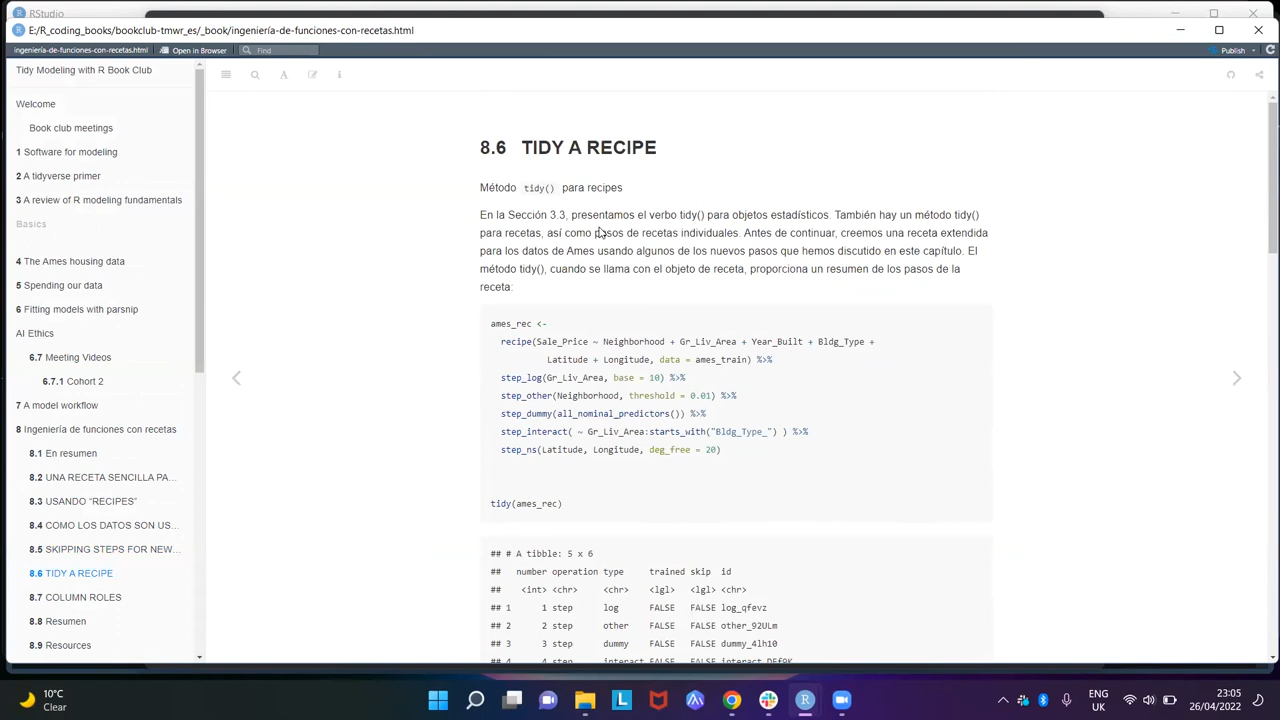 RStudio
E:/R_coding_books/bookclub-tmwr_es/_book/ingeniería-de-funciones-con-recetas.html
ingeniería-de-funciones-con-recetas.html Open in Browser Find Publish
Tidy Modeling with R Book Club
Welcome
Book club meetings
1 Software for modeling
2 A tidyverse primer
3 A review of R modeling fundamentals
Basics
4 The Ames housing data
5 Spending our data
6 Fitting models with parsnip
AI Ethics
6.7 Meeting Videos
6.7.1 Cohort 2
7 A model workflow
8 Ingeniería de funciones con recetas
8.1 En resumen
8.2 UNA RECETA SENCILLA PA...
8.3 USANDO “RECIPES”
8.4 COMO LOS DATOS SON US...
8.5 SKIPPING STEPS FOR NEW...
8.6 TIDY A RECIPE
8.7 COLUMN ROLES
8.8 Resumen
8.9 Resources
8.6 TIDY A RECIPE
Método tidy() para recipes
En la Sección 3.3, presentamos el verbo tidy() para objetos estadísticos. También hay un método tidy()
para recetas, así como pasos de recetas individuales. Antes de continuar, creemos una receta extendida
para los datos de Ames usando algunos de los nuevos pasos que hemos discutido en este capítulo. El
método tidy(), cuando se llama con el objeto de receta, proporciona un resumen de los pasos de la
receta:
ames_rec <-
recipe(Sale_Price ~ Neighborhood + Gr_Liv_Area + Year_Built + Bldg_Type +
Latitude + Longitude, data = ames_train) %>%
step_log(Gr_Liv_Area, base = 10) %>%
step_other(Neighborhood, threshold = 0.01) %>%
step_dummy(all_nominal_predictors()) %>%
step_interact( ~ Gr_Liv_Area:starts_with("Bldg_Type_") ) %>%
step_ns(Latitude, Longitude, deg_free = 20)
tidy(ames_rec)
## # A tibble: 5 x 6
## number operation type trained skip id
## <int> <chr> <chr> <lgl> <lgl> <chr>
## 1 1 step log FALSE FALSE log_qfevz
## 2 2 step other FALSE FALSE other_92ULm
## 3 3 step dummy FALSE FALSE dummy_4lh10
## 4 4 step interact FALSE FALSE
10°C
Clear
ENG
UK
23:05
26/04/2022